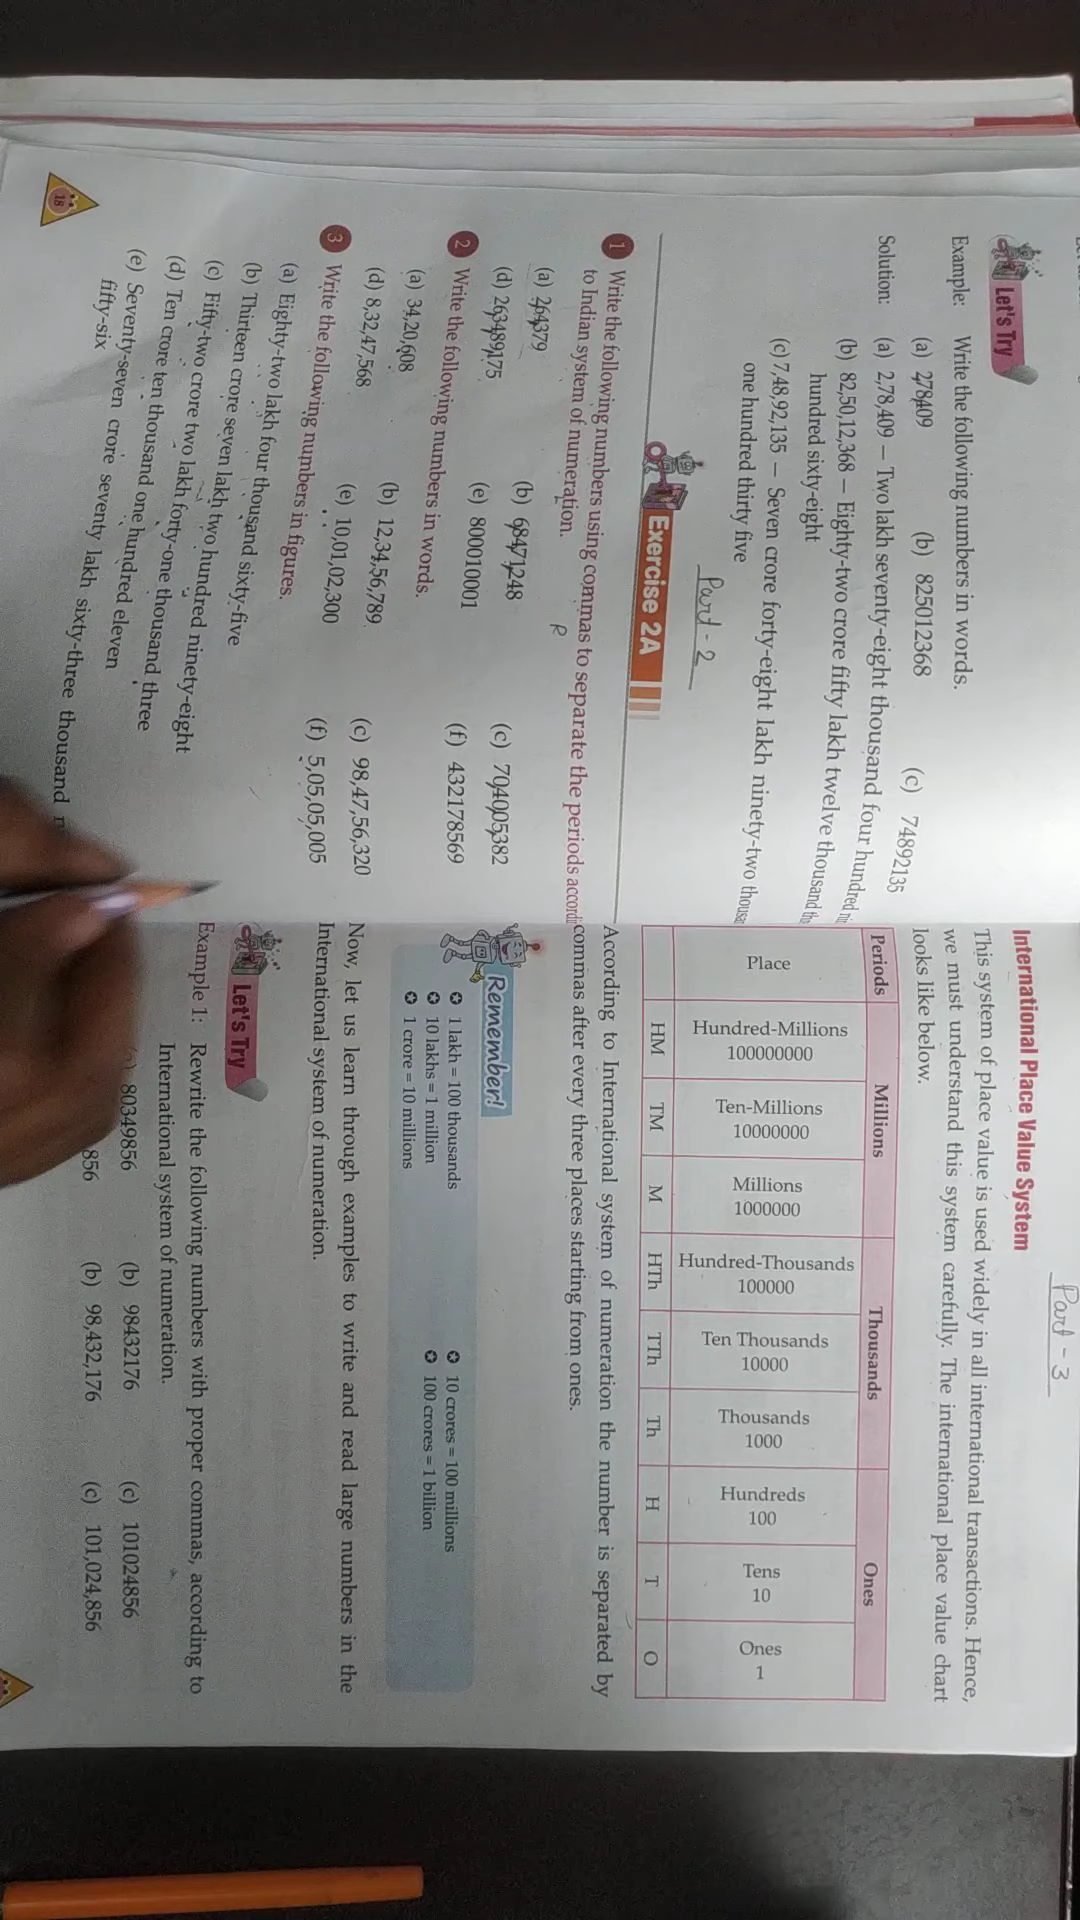 Let's Try
Example: Write the following numbers in words.
(a) 278409 (b) 825012368 (c) 74892135
Solution: (a) 2,78,409 – Two lakh seventy-eight thousand four hundred
(b) 82,50,12,368 – Eighty-two crore fifty lakh twelve thousand
hundred sixty-eight
(c) 7,48,92,135 – Seven crore forty-eight lakh ninety-two
one hundred thirty five
Part - 2
Exercise 2A
1 Write the following numbers using commas to separate the periods
to Indian system of numeration.
(a) 264379 (b) 68471248 (c) 704005382
(d) 263489175 (e) 800010001 (f) 432178569
2 Write the following numbers in words.
(a) 34,20,608 (b) 12,34,56,789 (c) 98,47,56,320
(d) 8,32,47,568 (e) 10,01,02,300 (f) 5,05,05,005
3 Write the following numbers in figures.
(a) Eighty-two lakh four thousand sixty-five
(b) Thirteen crore seven lakh two hundred ninety-eight
(c) Fifty-two crore two lakh forty-one thousand three
(d) Ten crore ten thousand one hundred eleven
(e) Seventy-seven crore seventy lakh sixty-three thousand
fifty-six
18
Part - 3
International Place Value System
This system of place value is used widely in all international transactions. Hence,
we must understand this system carefully. The international place value chart
looks like below.
Periods Millions Thousands Ones
Place Hundred-Millions Ten-Millions Millions Hundred-Thousands Ten Thousands Thousands Hundreds Tens Ones
100000000 10000000 1000000 100000 10000 1000 100 10 1
HM TM M HTh TTh Th H T O
According to International system of numeration the number is separated by
commas after every three places starting from ones.
Remember!
1 lakh = 100 thousands 10 crores = 100 millions
10 lakhs = 1 million 100 crores = 1 billion
1 crore = 10 millions
Now, let us learn through examples to write and read large numbers in the
International system of numeration.
Let's Try
Example 1: Rewrite the following numbers with proper commas, according to
International system of numeration.
80349856 (b) 98432176 (c) 101024856
856 (b) 98,432,176 (c) 101,024,856